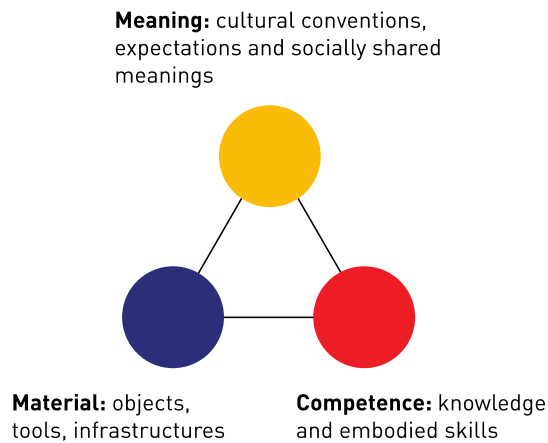 Meaning: cultural conventions,
expectations and socially shared
meanings
Material: objects,
tools, infrastructures
Competence: knowledge
and embodied skills